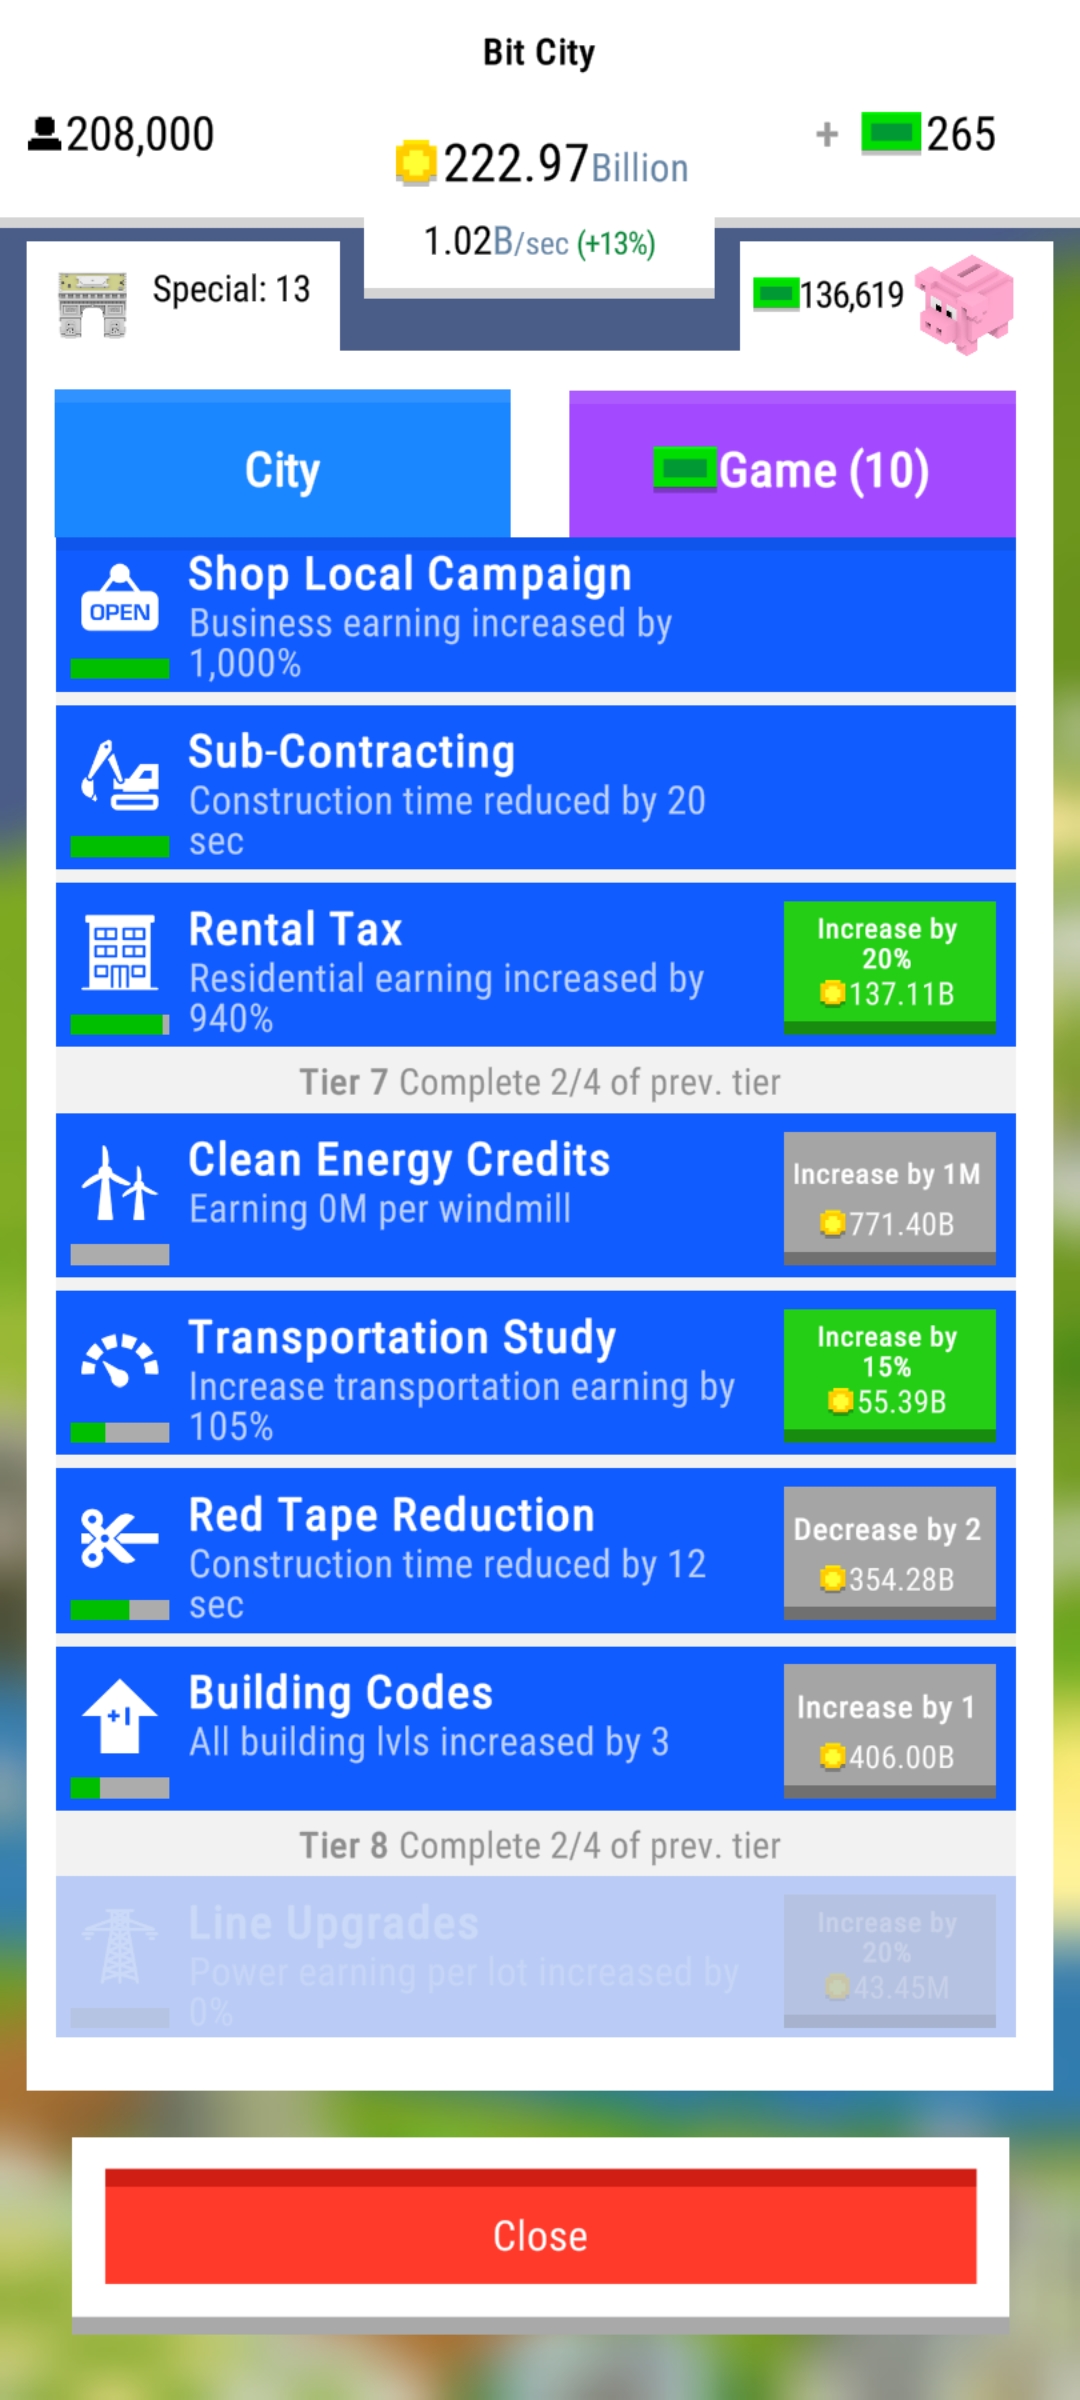 Bit City
208,000
222.97Billion
+ 265
1.02B/sec (+13%)
Special: 13
136,619
City
Game (10)
OPEN
Shop Local Campaign
Business earning increased by
1,000%
Sub-Contracting
Construction time reduced by 20
sec
Rental Tax
Residential earning increased by
940%
Increase by
20%
137.11B
Tier 7 Complete 2/4 of prev. tier
Clean Energy Credits
Earning 0M per windmill
Increase by 1M
771.40B
Transportation Study
Increase transportation earning by
105%
Increase by
15%
55.39B
Red Tape Reduction
Construction time reduced by 12
sec
Decrease by 2
354.28B
+1
Building Codes
All building lvls increased by 3
Increase by 1
406.00B
Tier 8 Complete 2/4 of prev. tier
Line Upgrades
Power earning per lot increased by
0%
Increase by
20%
43.45M
Close